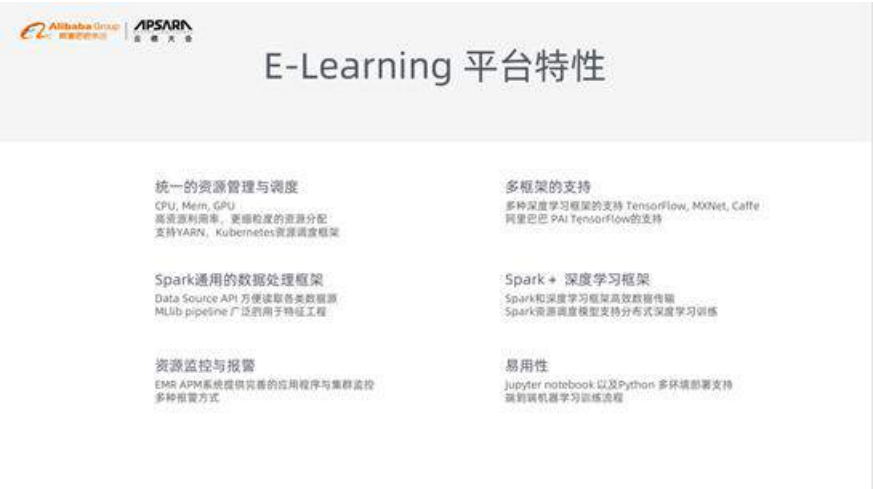 Alibaba Group
阿里巴巴集团
APSARA
云栖大会
E-Learning 平台特性
统一的资源管理与调度
CPU, Mem, GPU
高资源利用率、更细粒度的资源分配
支持YARN、Kubernetes资源调度框架
多框架的支持
多种深度学习框架的支持 TensorFlow, MXNet, Caffe
阿里巴巴 PAI TensorFlow的支持
Spark通用的数据处理框架
Data Source API 方便读取各类数据源
MLlib pipeline 广泛的用于特征工程
Spark + 深度学习框架
Spark和深度学习框架高效数据传输
Spark资源调度模型支持分布式深度学习训练
资源监控与报警
EMR APM系统提供完善的应用程序与集群监控
多种报警方式
易用性
Jupyter notebook 以及Python 多环境部署支持
端到端机器学习训练流程